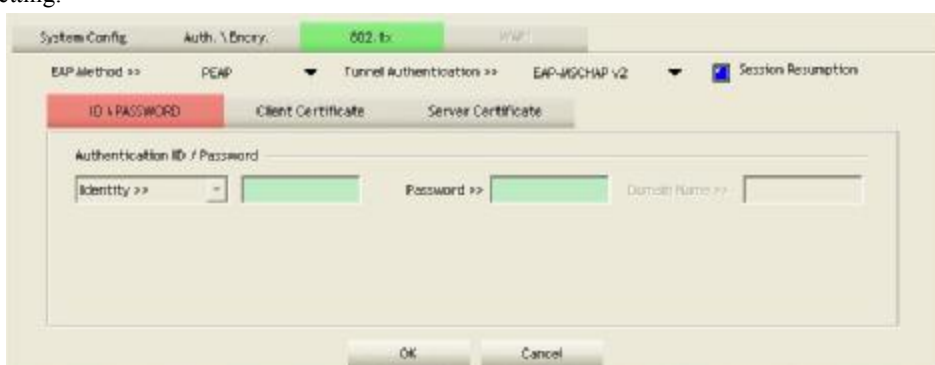 System Config. Auth. \ Encry. 802.1x
EAP Method >> PEAP Tunnel Authentication >> EAP-MSCHAP v2 Session Resumption
ID \ PASSWORD Client Certificate Server Certificate
Authentication ID / Password
Identity >> Password >> Domain Name >>
OK Cancel